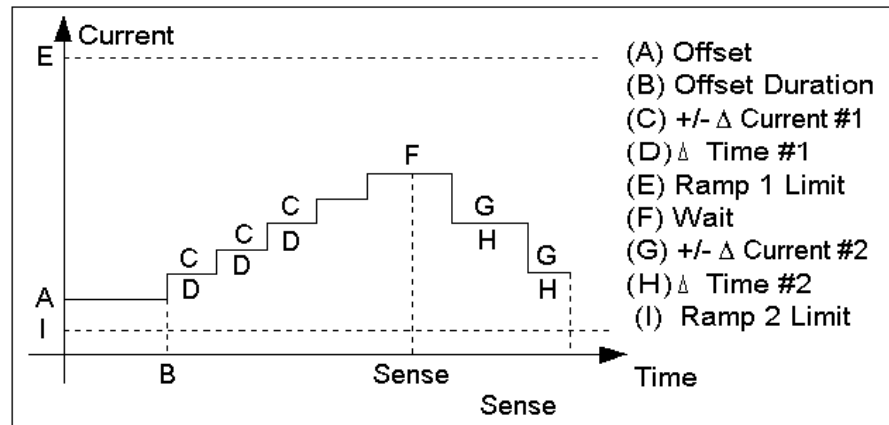 Current
E
(A) Offset
(B) Offset Duration
(C) +/- Δ Current #1
(D) Δ Time #1
(E) Ramp 1 Limit
(F) Wait
(G) +/- Δ Current #2
(H) Δ Time #2
(I) Ramp 2 Limit
F
C
G
C
D
H
C
D
G
D
H
A
I
B
Sense
Time
Sense